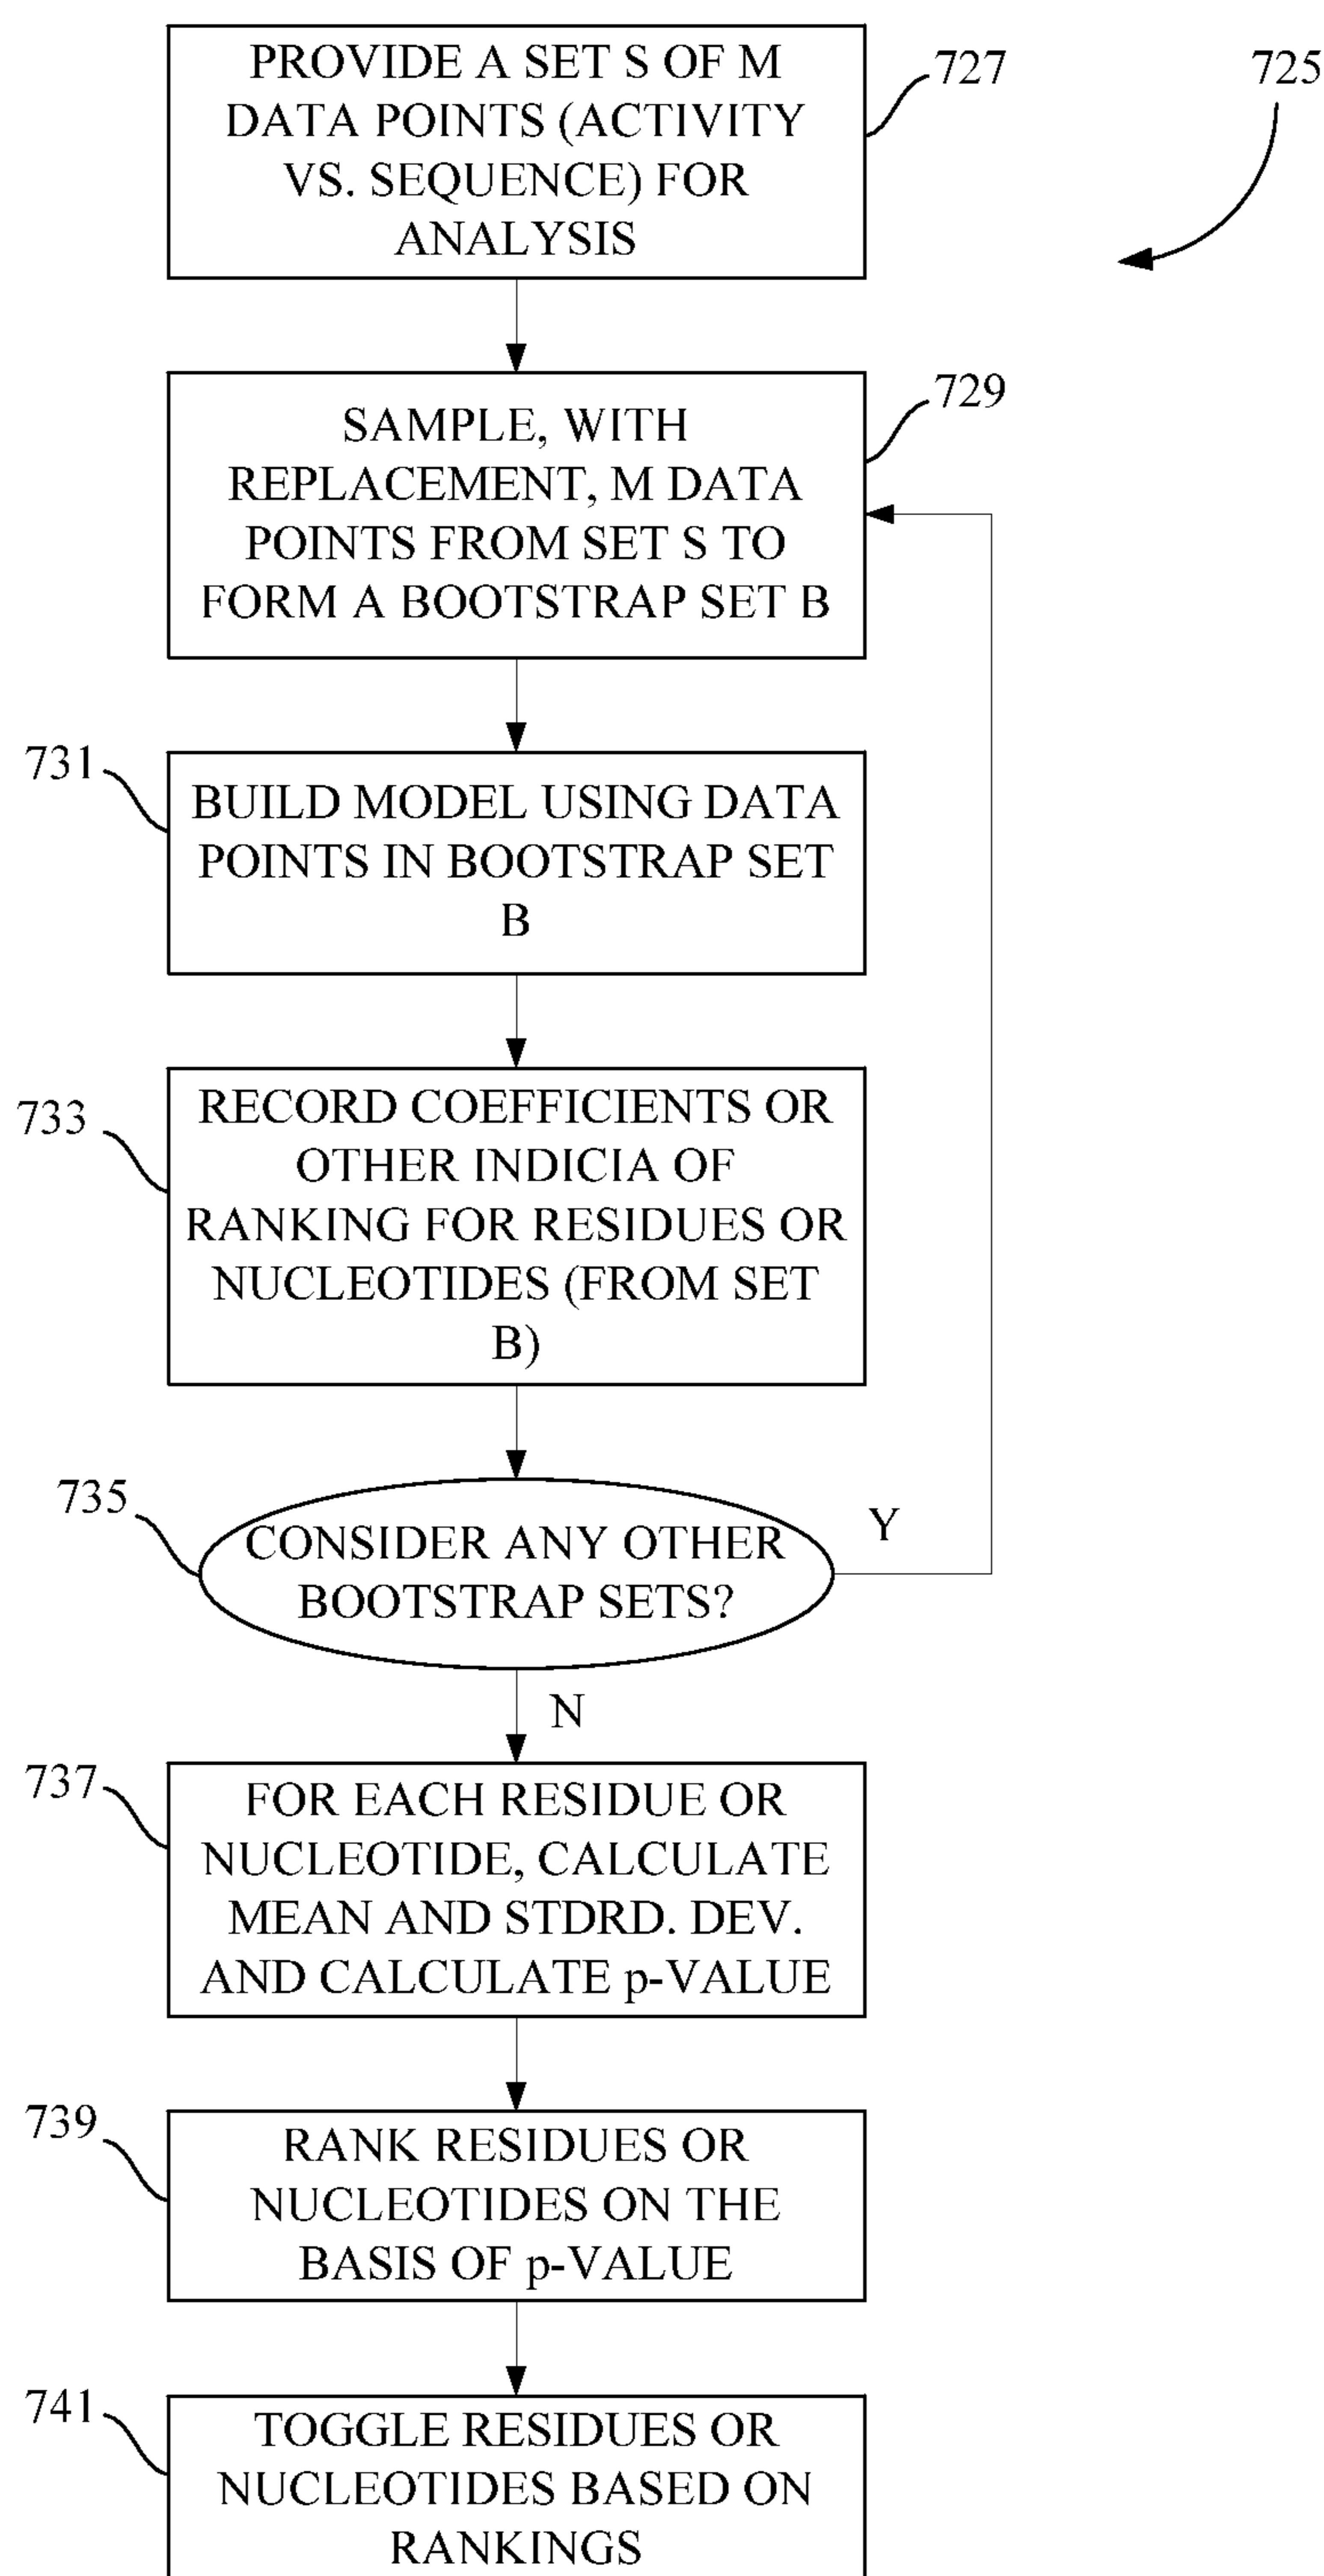 PROVIDE A SET S OF M
DATA POINTS (ACTIVITY
VS. SEQUENCE) FOR
ANALYSIS
727
725
SAMPLE, WITH
REPLACEMENT, M DATA
POINTS FROM SET S TO
FORM A BOOTSTRAP SET B
729
731
BUILD MODEL USING DATA
POINTS IN BOOTSTRAP SET
B
733
RECORD COEFFICIENTS OR
OTHER INDICIA OF
RANKING FOR RESIDUES OR
NUCLEOTIDES (FROM SET
B)
735
CONSIDER ANY OTHER
BOOTSTRAP SETS?
Y
N
737
FOR EACH RESIDUE OR
NUCLEOTIDE, CALCULATE
MEAN AND STDRD. DEV.
AND CALCULATE p-VALUE
739
RANK RESIDUES OR
NUCLEOTIDES ON THE
BASIS OF p-VALUE
741
TOGGLE RESIDUES OR
NUCLEOTIDES BASED ON
RANKINGS